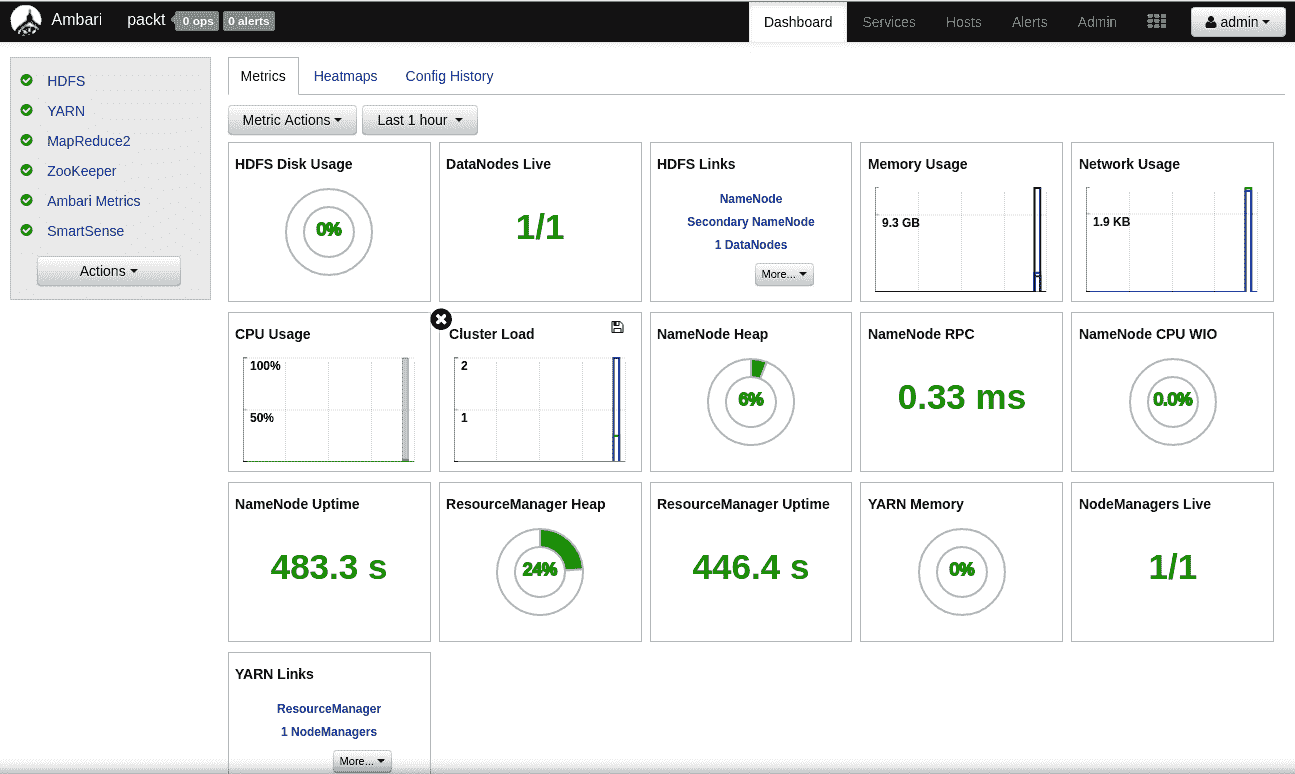 Ambari packt 0 ops 0 alerts Dashboard Services Hosts Alerts Admin admin
HDFS
YARN
MapReduce2
ZooKeeper
Ambari Metrics
SmartSense
Actions
Metrics Heatmaps Config History
Metric Actions Last 1 hour
HDFS Disk Usage
0%
DataNodes Live
1/1
HDFS Links
NameNode
Secondary NameNode
1 DataNodes
More...
Memory Usage
9.3 GB
Network Usage
1.9 KB
CPU Usage
100%
50%
Cluster Load
2
1
NameNode Heap
6%
NameNode RPC
0.33 ms
NameNode CPU WIO
0.0%
NameNode Uptime
483.3 s
ResourceManager Heap
24%
ResourceManager Uptime
446.4 s
YARN Memory
0%
NodeManagers Live
1/1
YARN Links
ResourceManager
1 NodeManagers
More...